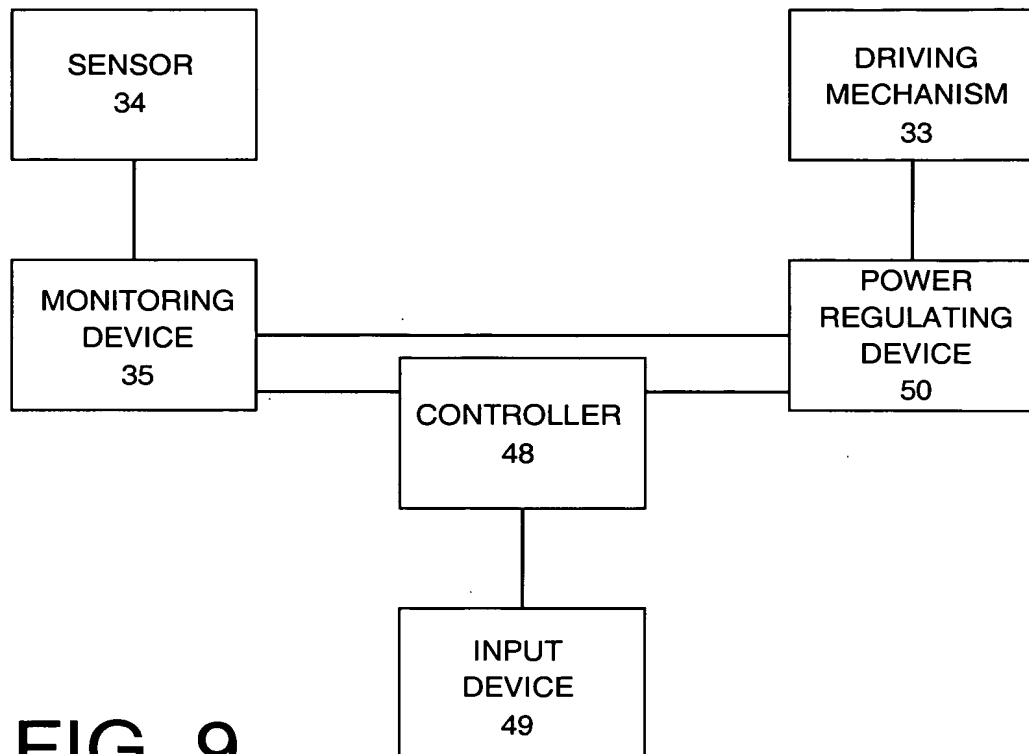 SENSOR
34
DRIVING
MECHANISM
33
MONITORING
DEVICE
35
POWER
REGULATING
DEVICE
50
CONTROLLER
48
INPUT
DEVICE
49
FIG. 9